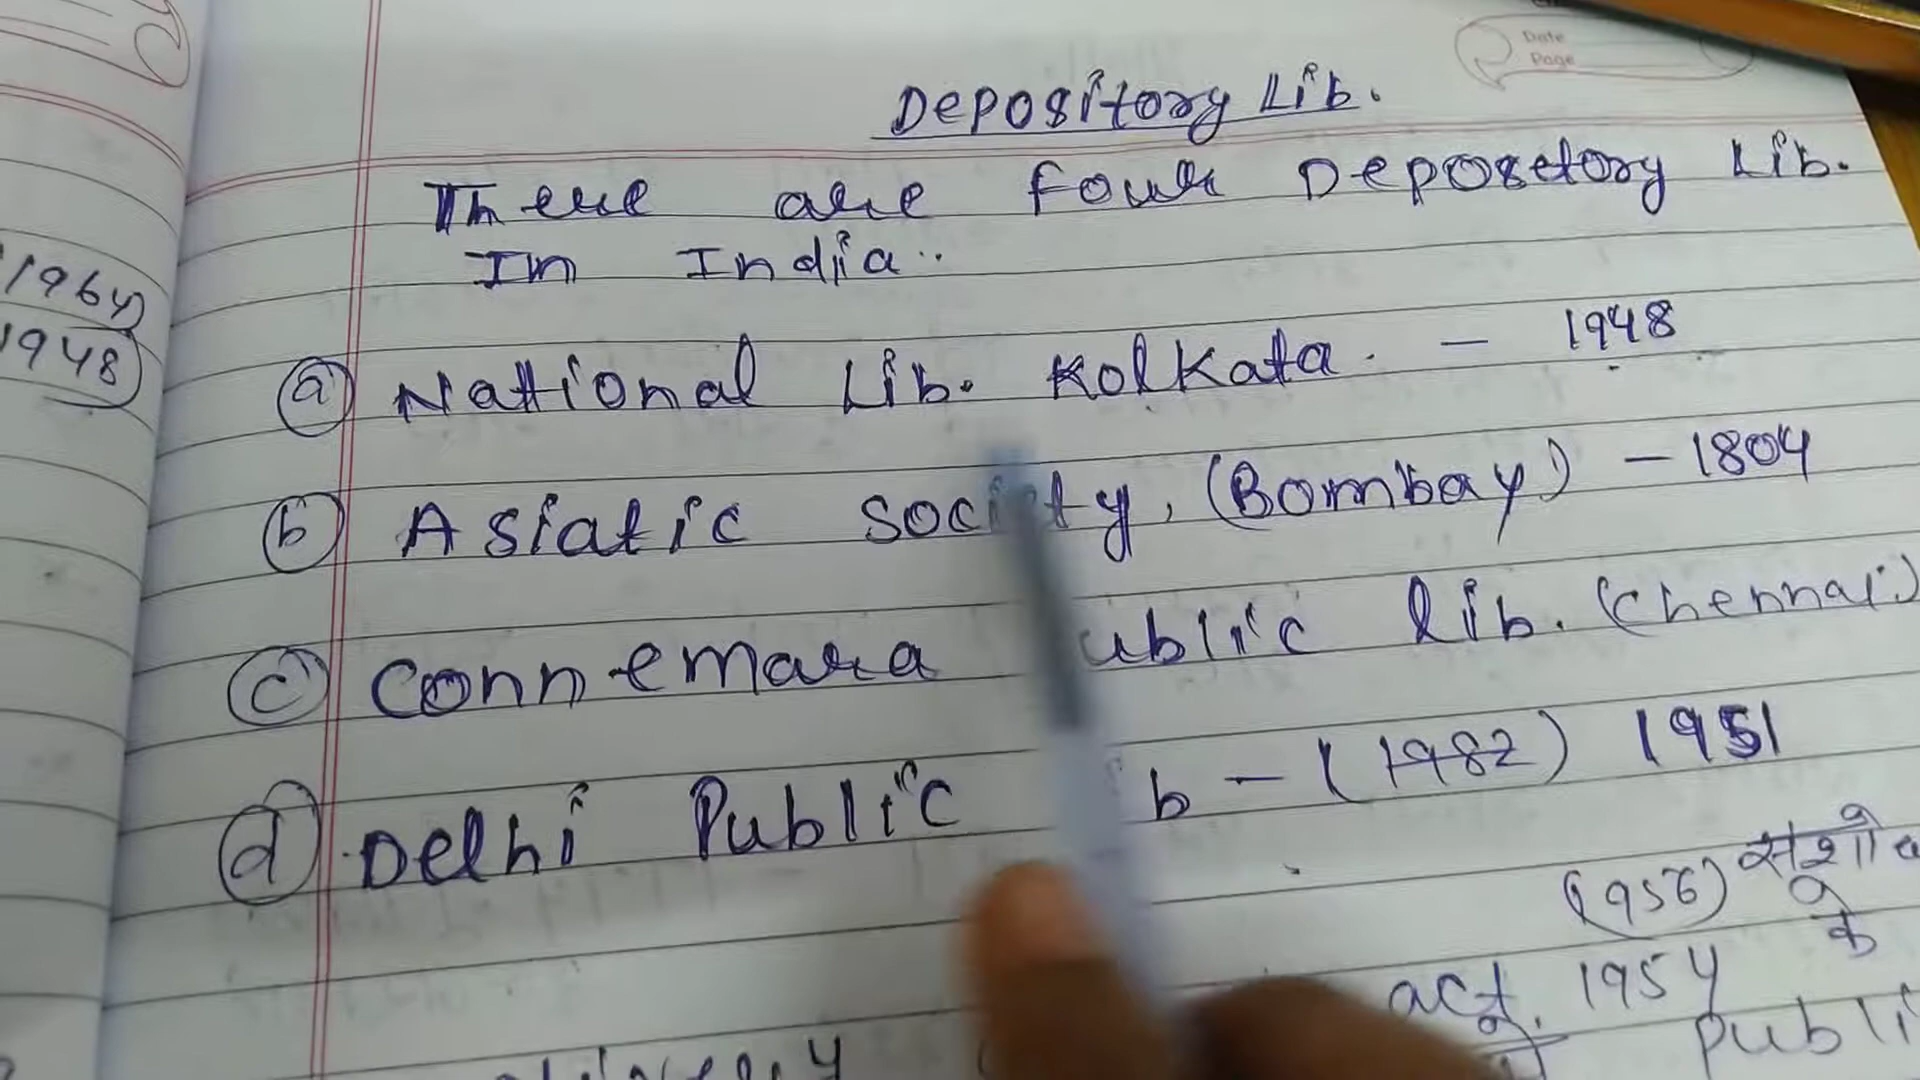 Date
Page
Depository Lib.
There are four Deposetory Lib.
In India..
1964)
1948)
(a) National Lib. Kolkata. - 1948
(b) Asiatic society, (Bombay) - 1804
(c) Connemara ublic lib. (Chennai)
(d) Delhi Public b - (1982) 1951
(1956)
act, 1954
Publi